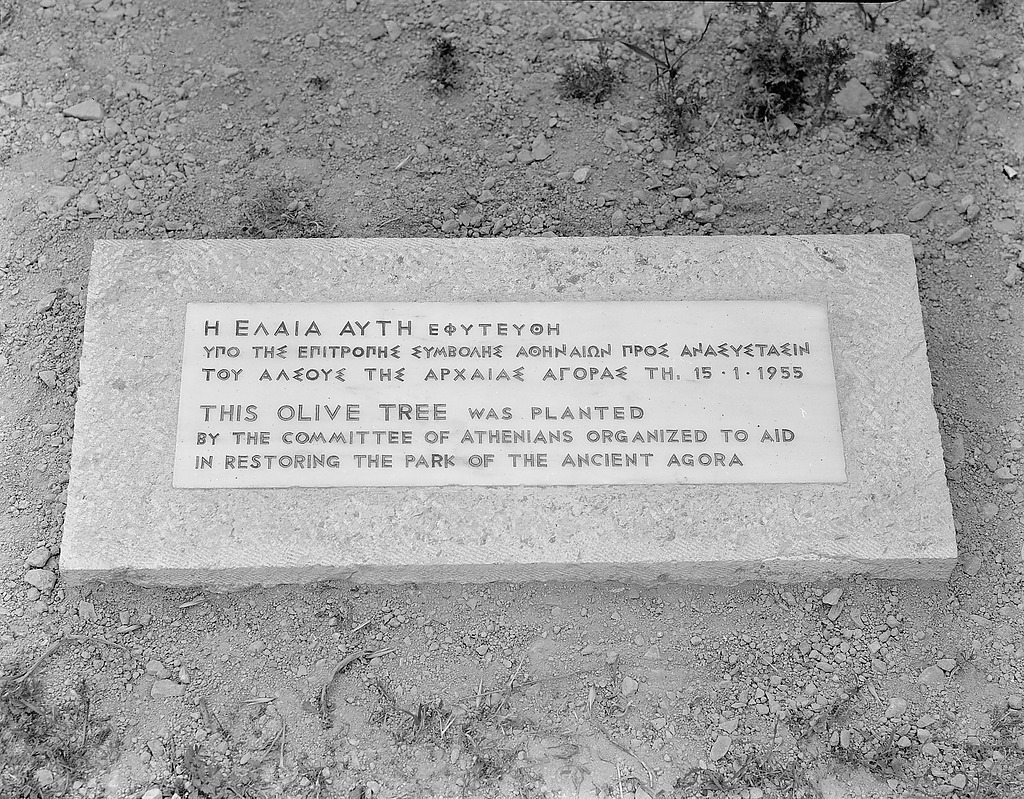 Η ΕΛΑΙΑ ΑΥΤΗ ΕΦΥΤΕΥΘΗ
ΥΠΟ ΤΗΣ ΕΠΙΤΡΟΠΗΣ ΣΥΜΒΟΛΗΣ ΑΘΗΝΑΙΩΝ ΠΡΟΣ ΑΝΑΣΥΣΤΑΣΙΝ
ΤΟΥ ΑΛΣΟΥΣ ΤΗΣ ΑΡΧΑΙΑΣ ΑΓΟΡΑΣ ΤΗ. 15·1·1955
THIS OLIVE TREE WAS PLANTED
BY THE COMMITTEE OF ATHENIANS ORGANIZED TO AID
IN RESTORING THE PARK OF THE ANCIENT AGORA